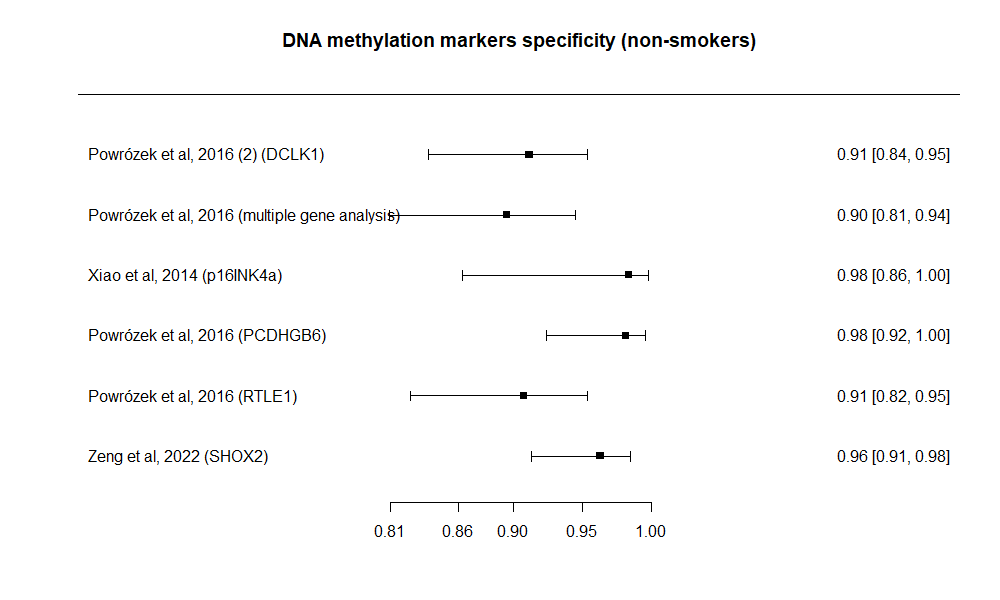 DNA methylation markers specificity (non-smokers)
Powrózek et al, 2016 (2) (DCLK1) 0.91 [0.84, 0.95]
Powrózek et al, 2016 (multiple gene analysis) 0.90 [0.81, 0.94]
Xiao et al, 2014 (p16INK4a) 0.98 [0.86, 1.00]
Powrózek et al, 2016 (PCDHGB6) 0.98 [0.92, 1.00]
Powrózek et al, 2016 (RTLE1) 0.91 [0.82, 0.95]
Zeng et al, 2022 (SHOX2) 0.96 [0.91, 0.98]
0.81 0.86 0.90 0.95 1.00